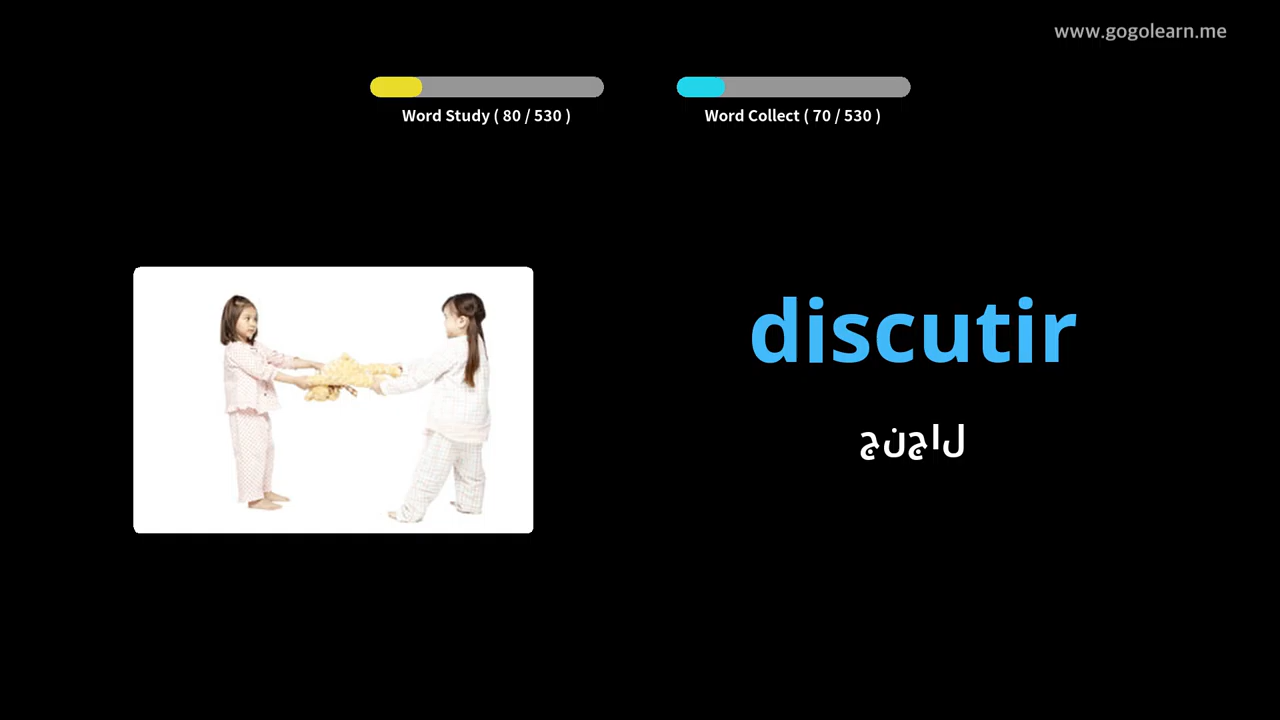 www.gogolearn.me
Word Study ( 80 / 530 )
Word Collect ( 70 / 530 )
discutir
جنجال